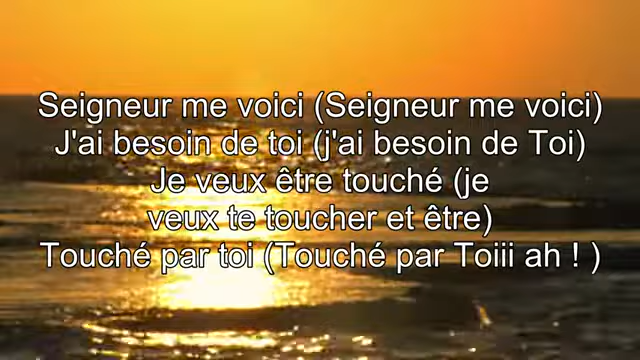 Seigneur me voici (Seigneur me voici)
J'ai besoin de toi (j'ai besoin de Toi)
Je veux être touché (je
veux te toucher et être)
Touché par toi (Touché par Toiii ah ! )